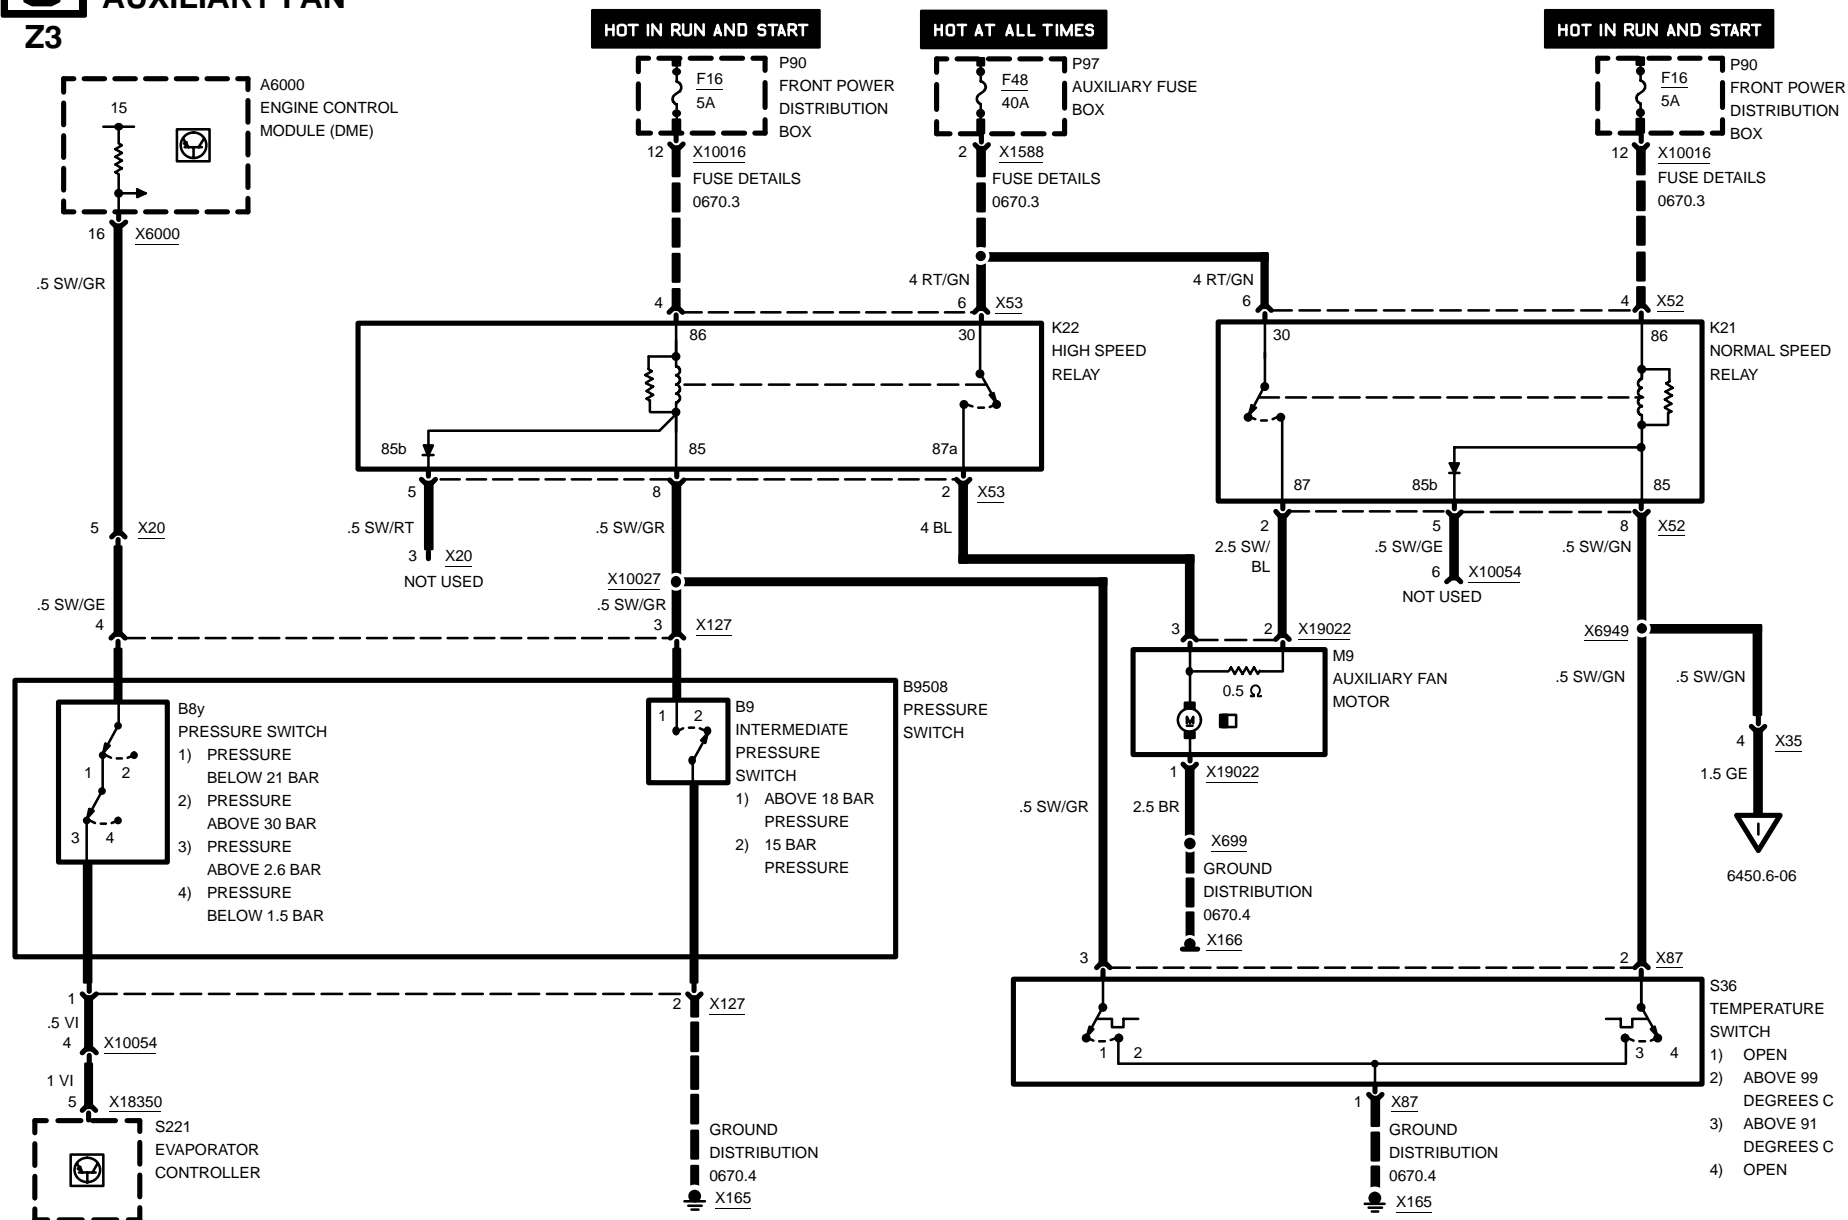 AUXILIARY FAN
Z3
HOT IN RUN AND START
HOT AT ALL TIMES
HOT IN RUN AND START
A6000
ENGINE CONTROL
MODULE (DME)
15
16 X6000
.5 SW/GR
5 X20
.5 SW/GE
4
F16
5A
P90
FRONT POWER
DISTRIBUTION
BOX
12 X10016
FUSE DETAILS
0670.3
F48
40A
P97
AUXILIARY FUSE
BOX
2 X1588
FUSE DETAILS
0670.3
F16
5A
P90
FRONT POWER
DISTRIBUTION
BOX
12 X10016
FUSE DETAILS
0670.3
4 RT/GN
4 RT/GN
4
6 X53
6
4 X52
86
30
K22
HIGH SPEED
RELAY
85b
85
87a
30
86
K21
NORMAL SPEED
RELAY
87
85b
85
5
8
2 X53
.5 SW/RT
.5 SW/GR
4 BL
3 X20
NOT USED
X10027
.5 SW/GR
3 X127
2
5
8 X52
2.5 SW/
BL
.5 SW/GE
.5 SW/GN
6 X10054
NOT USED
X6949
.5 SW/GN
.5 SW/GN
3
2 X19022
M9
AUXILIARY FAN
MOTOR
0.5 Ω
M
1 X19022
2.5 BR
X699
GROUND
DISTRIBUTION
0670.4
X166
4 X35
1.5 GE
I
6450.6-06
B9508
PRESSURE
SWITCH
B8y
PRESSURE SWITCH
1) PRESSURE
BELOW 21 BAR
2) PRESSURE
ABOVE 30 BAR
3) PRESSURE
ABOVE 2.6 BAR
4) PRESSURE
BELOW 1.5 BAR
1 2
3 4
1 2
B9
INTERMEDIATE
PRESSURE
SWITCH
1) ABOVE 18 BAR
PRESSURE
2) 15 BAR
PRESSURE
.5 SW/GR
1
2 X127
.5 VI
4 X10054
1 VI
5 X18350
S221
EVAPORATOR
CONTROLLER
GROUND
DISTRIBUTION
0670.4
X165
3
2 X87
1 2
3 4
S36
TEMPERATURE
SWITCH
1) OPEN
2) ABOVE 99
DEGREES C
3) ABOVE 91
DEGREES C
4) OPEN
1 X87
GROUND
DISTRIBUTION
0670.4
X165